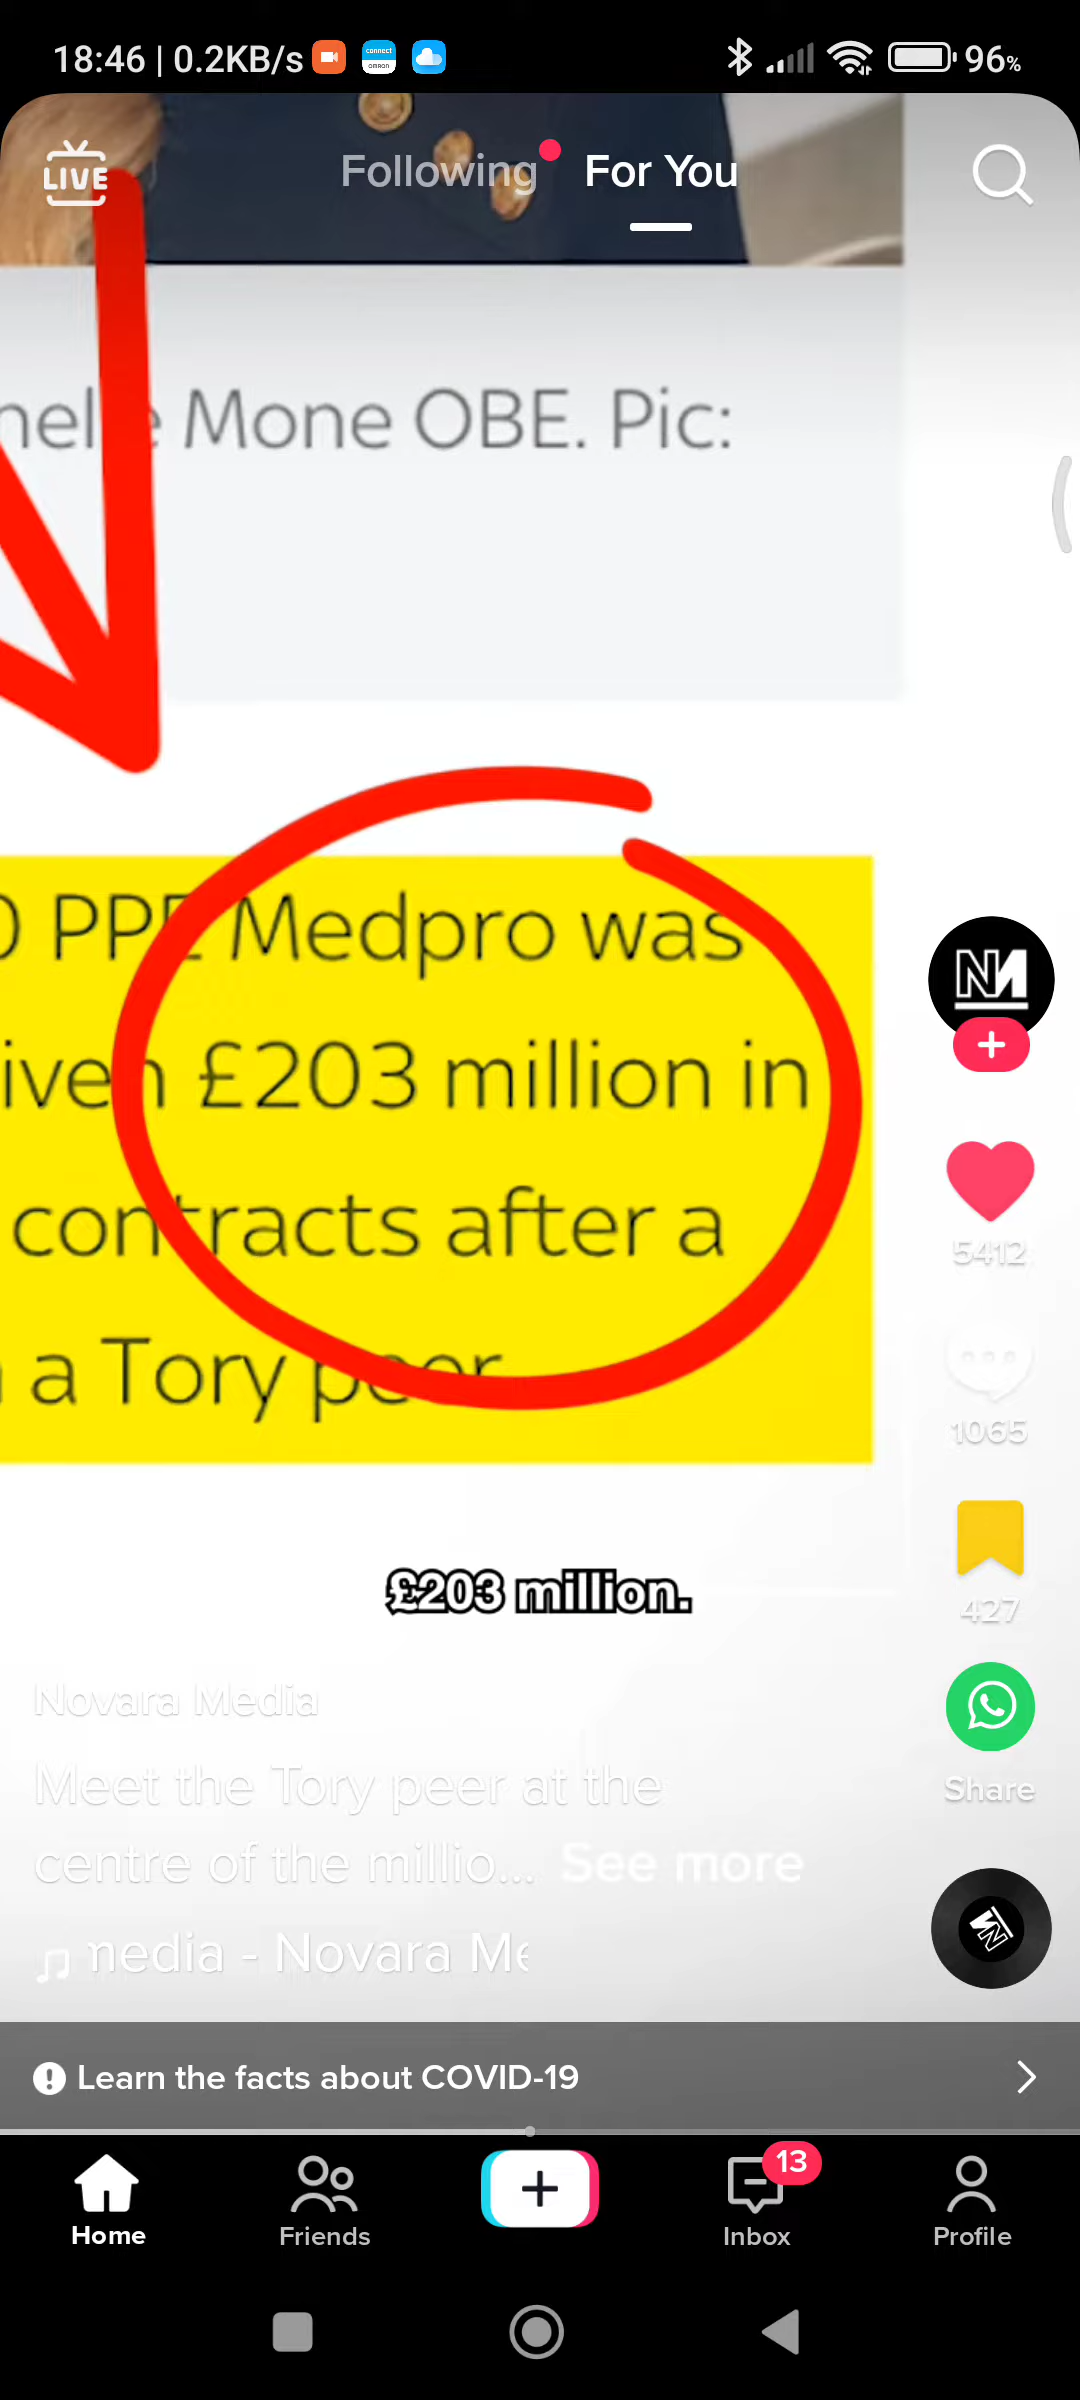 18:46 | 0.2KB/s
96%
LIVE
Following
For You
Mone OBE. Pic:
PPE Medpro was
£203 million in
contracts after a
a Tory peer
£203 million.
5412
1065
427
Share
Novara Media
Meet the Tory peer at the
centre of the millio... See more
media - Novara Me
Learn the facts about COVID-19
Home
Friends
Inbox
13
Profile